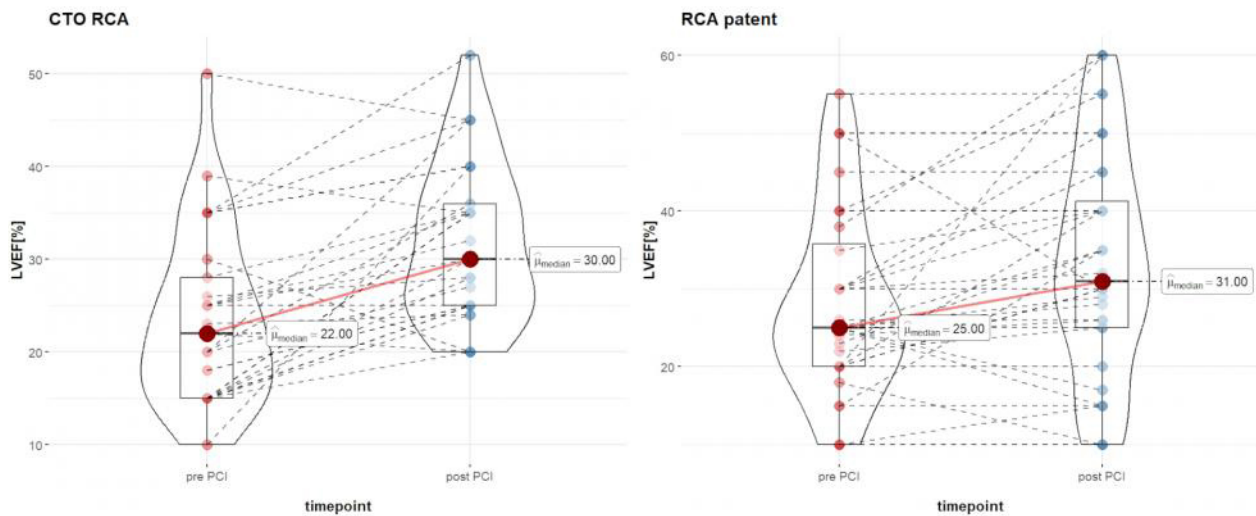 CTO RCA
LVEF[%]
50
40
30
20
10
μ̂median = 22.00
μ̂median = 30.00
pre PCI
post PCI
timepoint
RCA patent
LVEF[%]
60
40
20
μ̂median = 25.00
μ̂median = 31.00
pre PCI
post PCI
timepoint